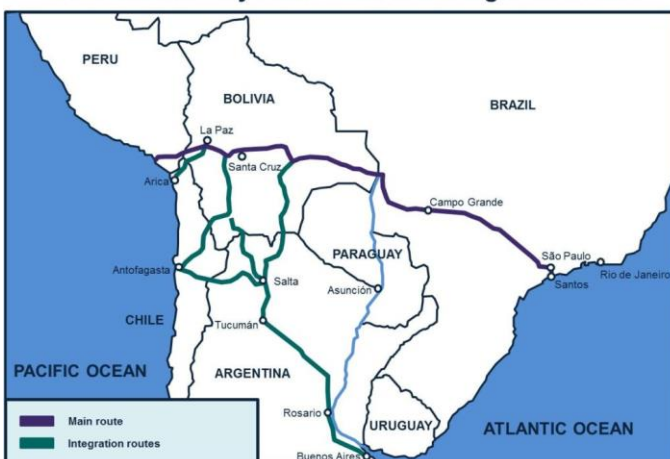 PERU
BOLIVIA
BRAZIL
La Paz
Santa Cruz
Arica
Campo Grande
PARAGUAY
São Paulo
Rio de Janeiro
Santos
Antofagasta
Salta
Asunción
CHILE
Tucumán
PACIFIC OCEAN
ARGENTINA
Rosario
URUGUAY
ATLANTIC OCEAN
Main route
Integration routes
Buenos Aires